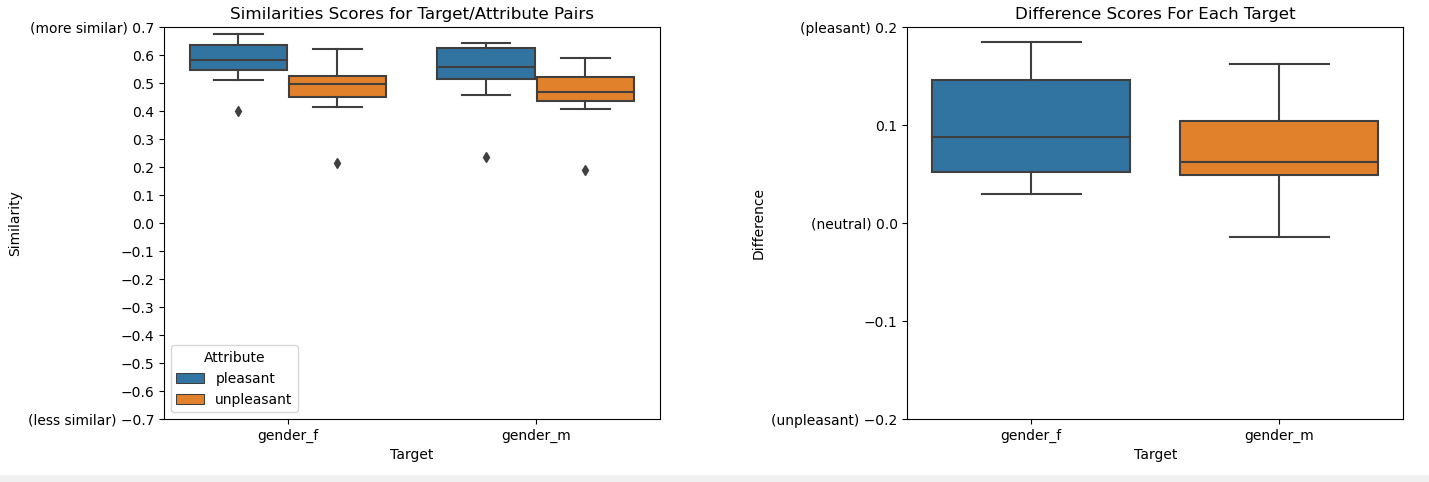 Similarities Scores for Target/Attribute Pairs
(more similar) 0.7
0.6
0.5
0.4
0.3
0.2
0.1
0.0
−0.1
−0.2
−0.3
−0.4
−0.5
−0.6
(less similar) −0.7
Similarity
Attribute
pleasant
unpleasant
gender_f gender_m
Target
Difference Scores For Each Target
(pleasant) 0.2
0.1
(neutral) 0.0
−0.1
(unpleasant) −0.2
Difference
gender_f gender_m
Target